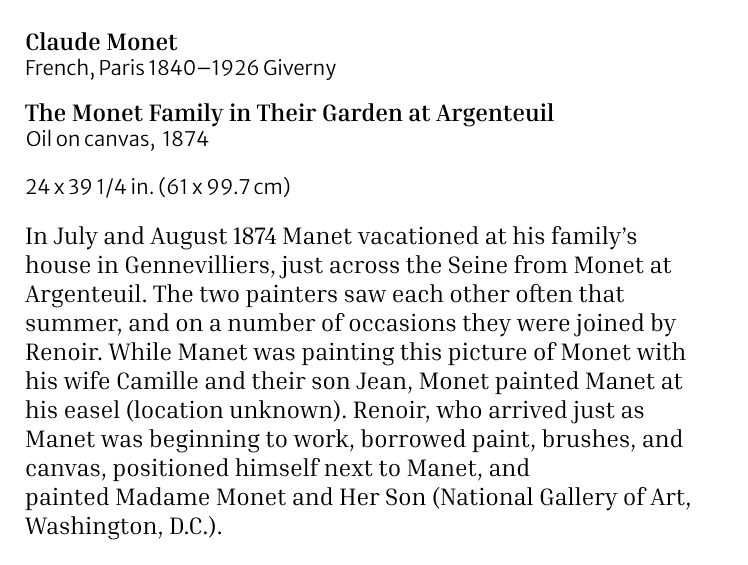 Claude Monet
French, Paris 1840–1926 Giverny
The Monet Family in Their Garden at Argenteuil
Oil on canvas, 1874
24 x 39 1/4 in. (61 x 99.7 cm)
In July and August 1874 Manet vacationed at his family’s
house in Gennevilliers, just across the Seine from Monet at
Argenteuil. The two painters saw each other often that
summer, and on a number of occasions they were joined by
Renoir. While Manet was painting this picture of Monet with
his wife Camille and their son Jean, Monet painted Manet at
his easel (location unknown). Renoir, who arrived just as
Manet was beginning to work, borrowed paint, brushes, and
canvas, positioned himself next to Manet, and
painted Madame Monet and Her Son (National Gallery of Art,
Washington, D.C.).